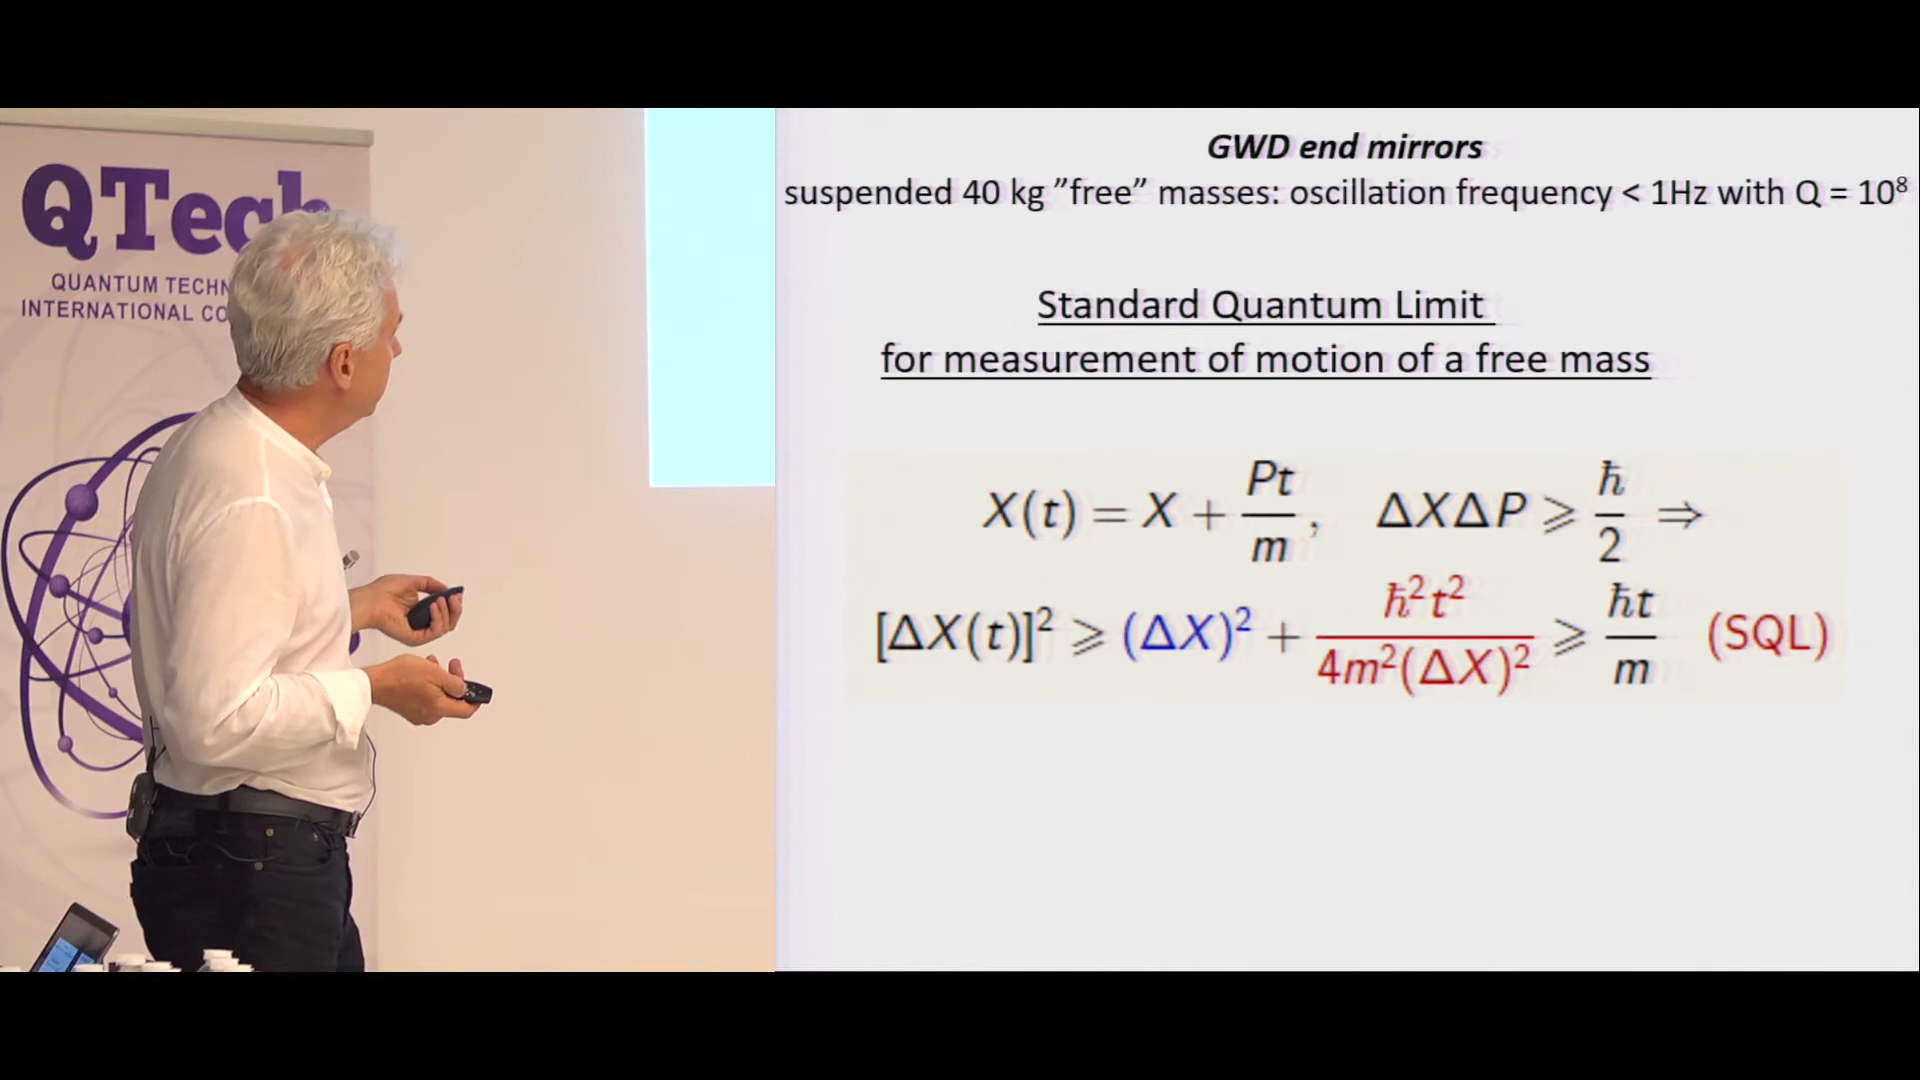 QTech
QUANTUM TECHN
INTERNATIONAL CO
GWD end mirrors
suspended 40 kg ”free” masses: oscillation frequency < 1Hz with Q = 10⁸
Standard Quantum Limit
for measurement of motion of a free mass
X(t) = X + Pt/m, ΔXΔP ⩾ ħ/2 ⇒
[ΔX(t)]² ⩾ (ΔX)² + ħ²t²/4m²(ΔX)² ⩾ ħt/m (SQL)